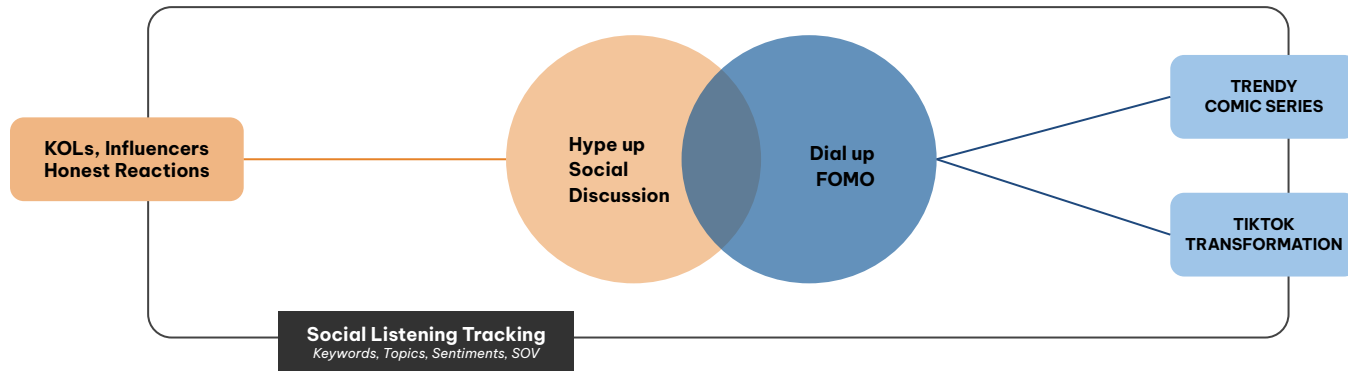 KOLs, Influencers
Honest Reactions
Hype up
Social
Discussion
Dial up
FOMO
TRENDY
COMIC SERIES
TIKTOK
TRANSFORMATION
Social Listening Tracking
Keywords, Topics, Sentiments, SOV